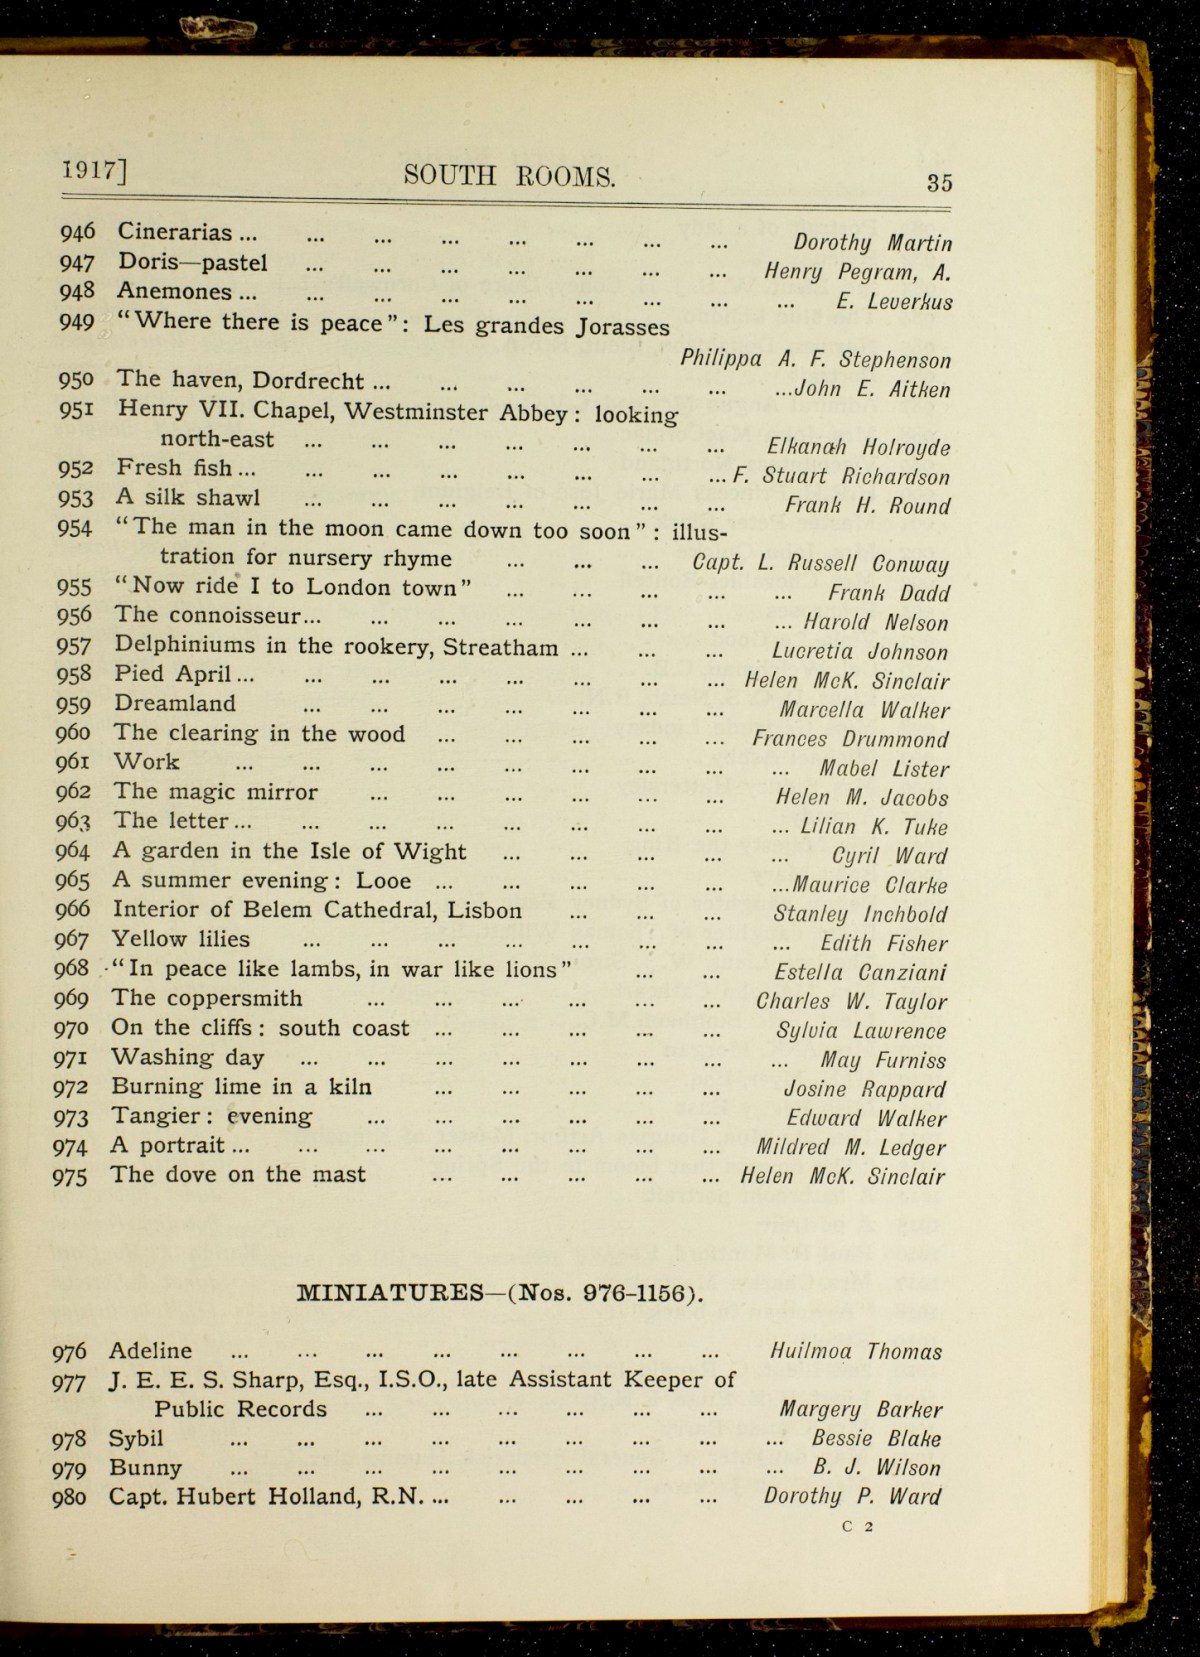 1917] SOUTH ROOMS. 35
946 Cinerarias ... ... ... ... ... ... ... ... Dorothy Martin
947 Doris—pastel ... ... ... ... ... ... ... Henry Pegram, A.
948 Anemones ... ... ... ... ... ... ... ... ... E. Leverkus
949 “Where there is peace”: Les grandes Jorasses
Philippa A. F. Stephenson
950 The haven, Dordrecht ... ... ... ... ... ... ...John E. Aitken
951 Henry VII. Chapel, Westminster Abbey: looking
north-east ... ... ... ... ... ... ... Elkanah Holroyde
952 Fresh fish ... ... ... ... ... ... ... ... F. Stuart Richardson
953 A silk shawl ... ... ... ... ... ... ... Frank H. Round
954 “The man in the moon came down too soon”: illus-
tration for nursery rhyme ... ... ... Capt. L. Russell Conway
955 “Now ride I to London town” ... ... ... ... ... Frank Dadd
956 The connoisseur... ... ... ... ... ... ... ... Harold Nelson
957 Delphiniums in the rookery, Streatham ... ... ... Lucretia Johnson
958 Pied April ... ... ... ... ... ... ... ... Helen McK. Sinclair
959 Dreamland ... ... ... ... ... ... ... Marcella Walker
960 The clearing in the wood ... ... ... ... ... Frances Drummond
961 Work ... ... ... ... ... ... ... ... ... Mabel Lister
962 The magic mirror ... ... ... ... ... ... Helen M. Jacobs
963 The letter ... ... ... ... ... ... ... ... ... Lilian K. Tuke
964 A garden in the Isle of Wight ... ... ... ... ... Cyril Ward
965 A summer evening: Looe ... ... ... ... ... ...Maurice Clarke
966 Interior of Belem Cathedral, Lisbon ... ... ... Stanley Inchbold
967 Yellow lilies ... ... ... ... ... ... ... ... Edith Fisher
968 “In peace like lambs, in war like lions” ... ... Estella Canziani
969 The coppersmith ... ... ... ... ... ... Charles W. Taylor
970 On the cliffs: south coast ... ... ... ... ... Sylvia Lawrence
971 Washing day ... ... ... ... ... ... ... ... May Furniss
972 Burning lime in a kiln ... ... ... ... ... Josine Rappard
973 Tangier: evening ... ... ... ... ... ... Edward Walker
974 A portrait ... ... ... ... ... ... ... ... Mildred M. Ledger
975 The dove on the mast ... ... ... ... ... Helen McK. Sinclair
MINIATURES—(Nos. 976-1156).
976 Adeline ... ... ... ... ... ... ... ... Huilmoa Thomas
977 J. E. E. S. Sharp, Esq., I.S.O., late Assistant Keeper of
Public Records ... ... ... ... ... ... Margery Barker
978 Sybil ... ... ... ... ... ... ... ... ... Bessie Blake
979 Bunny ... ... ... ... ... ... ... ... ... B. J. Wilson
980 Capt. Hubert Holland, R.N. ... ... ... ... ... Dorothy P. Ward
C 2